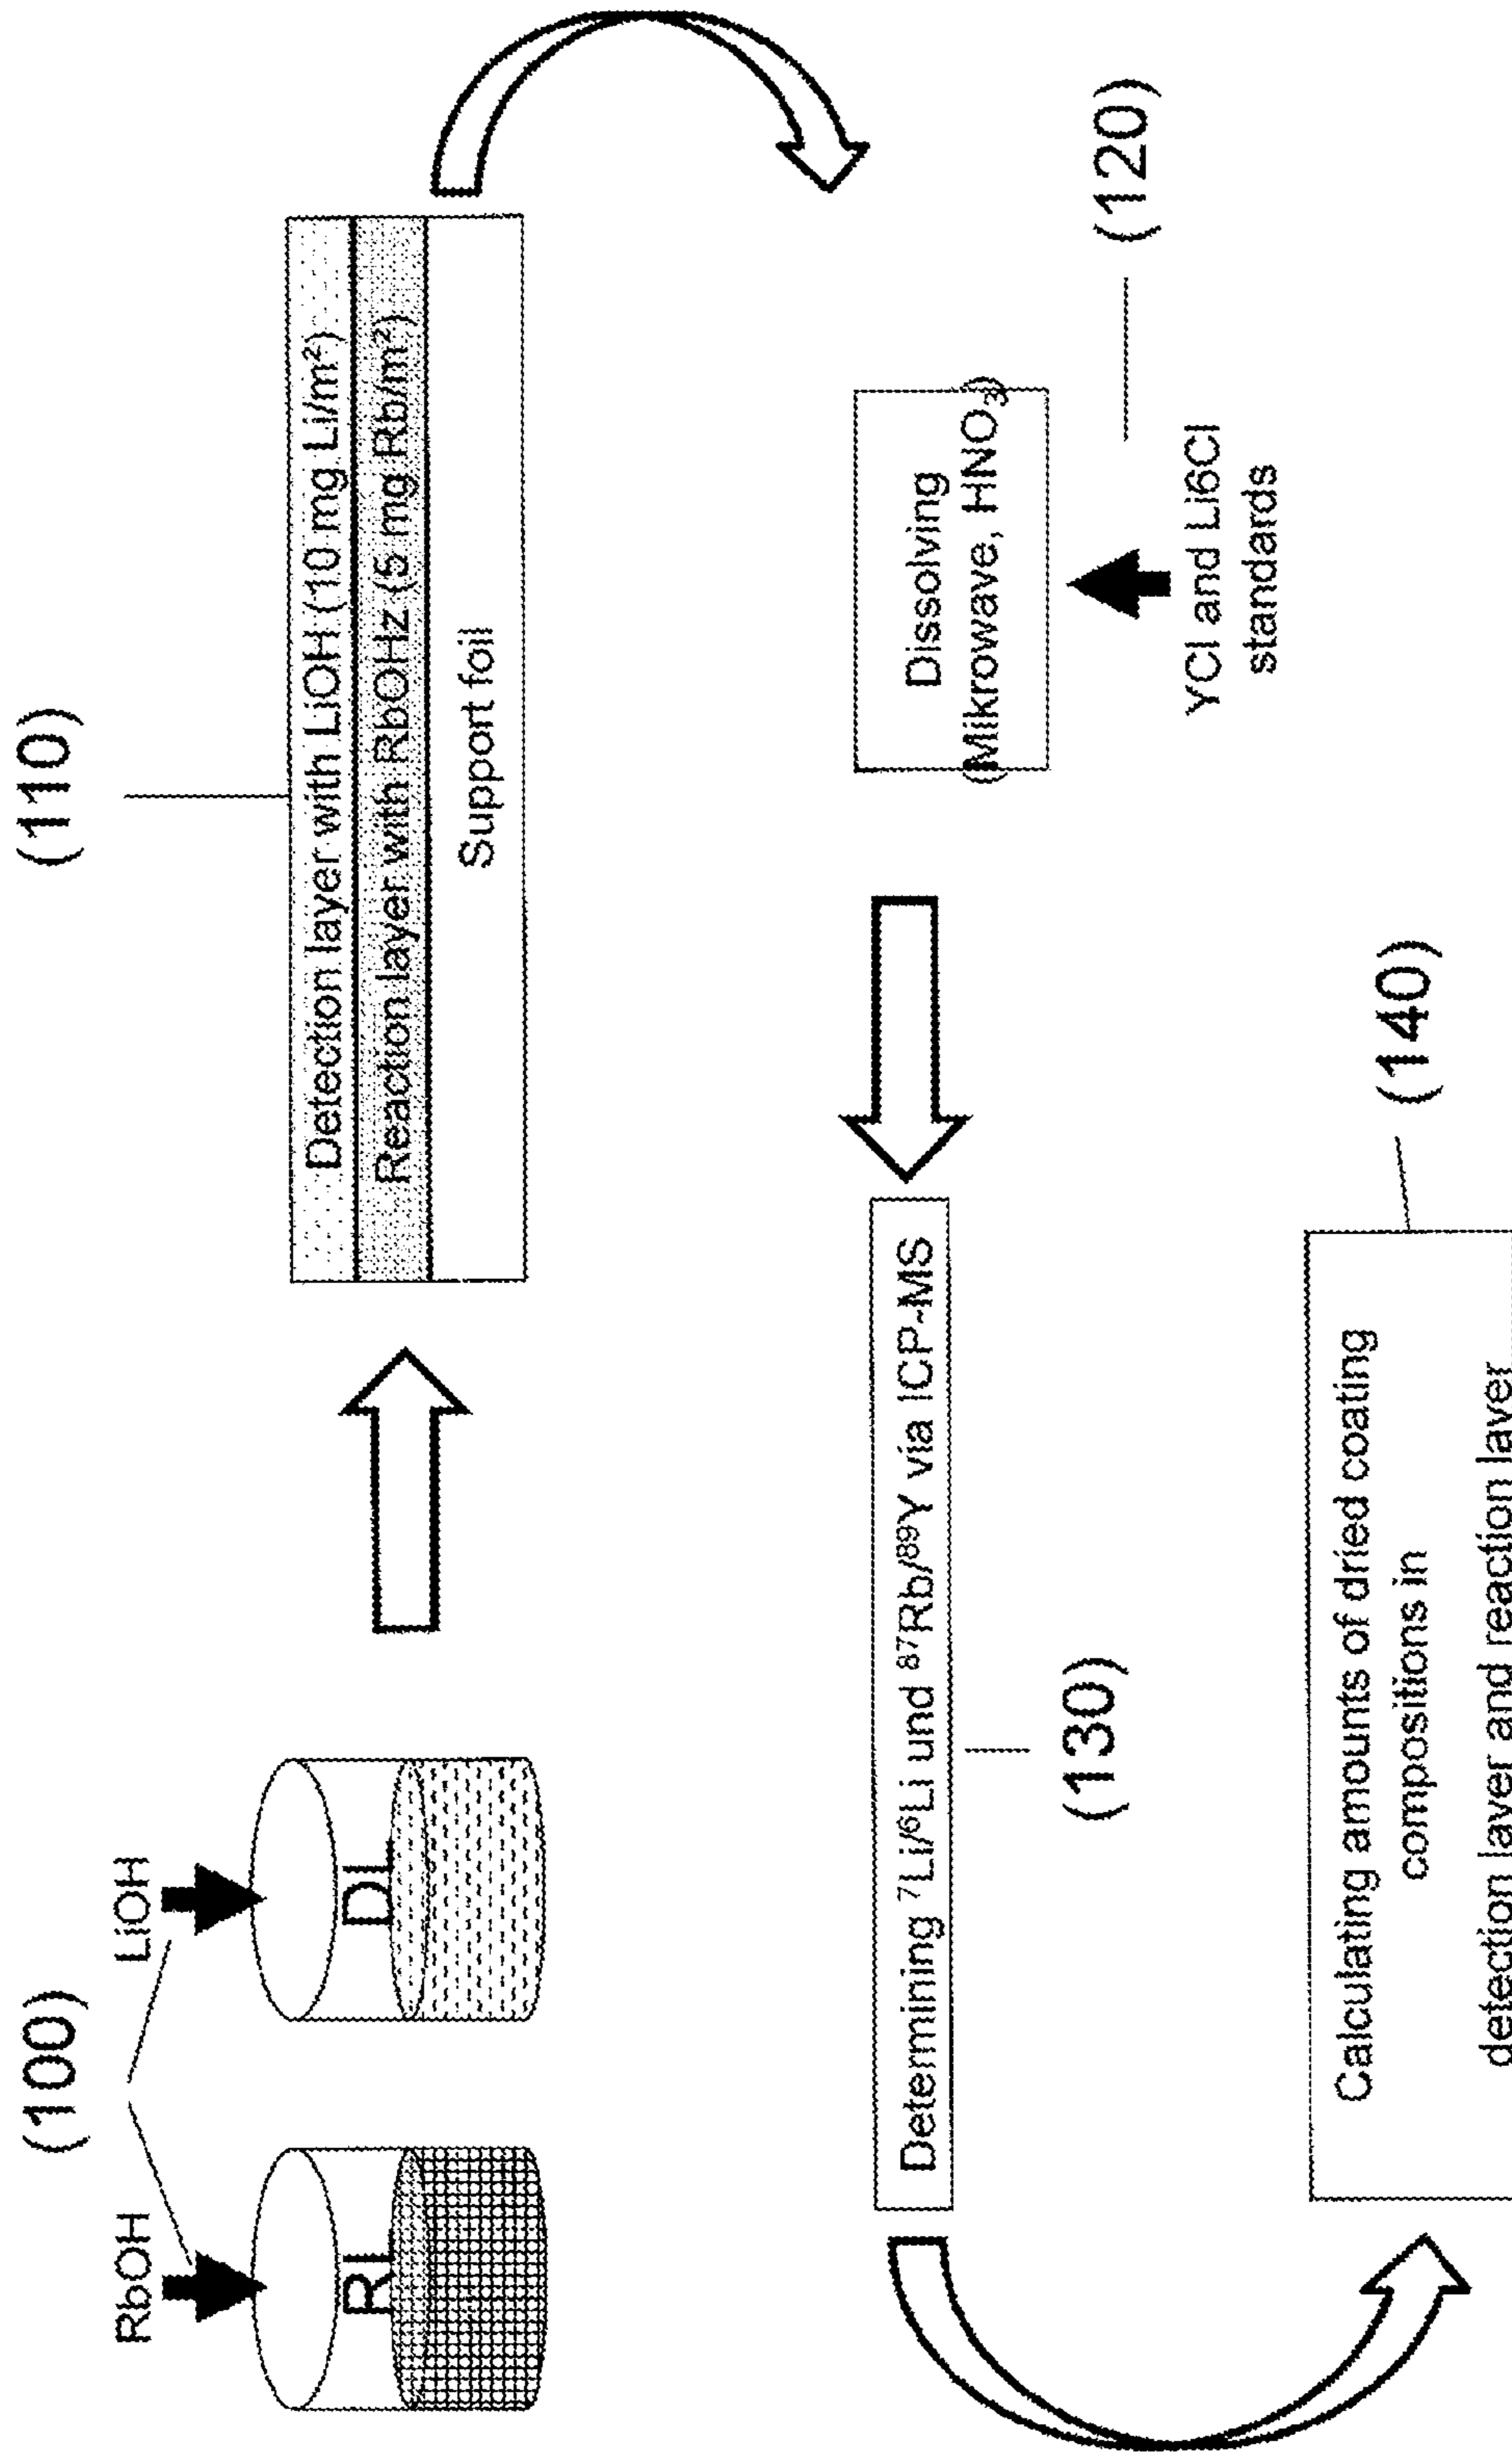 (100)
(110)
RbOH
LiOH
RL
DL
Detection layer with LiOH (10 mg Li/m²)
Reaction layer with RbOHz (5 mg Rb/m²)
Support foil
Dissolving
(Mikrowave, HNO₃)
(120)
YCl and Li6Cl
standards
Determining ⁷Li/⁶Li und ⁸⁷Rb/⁸⁹Y via ICP-MS
(130)
(140)
Calculating amounts of dried coating
compositions in
detection layer and reaction layer